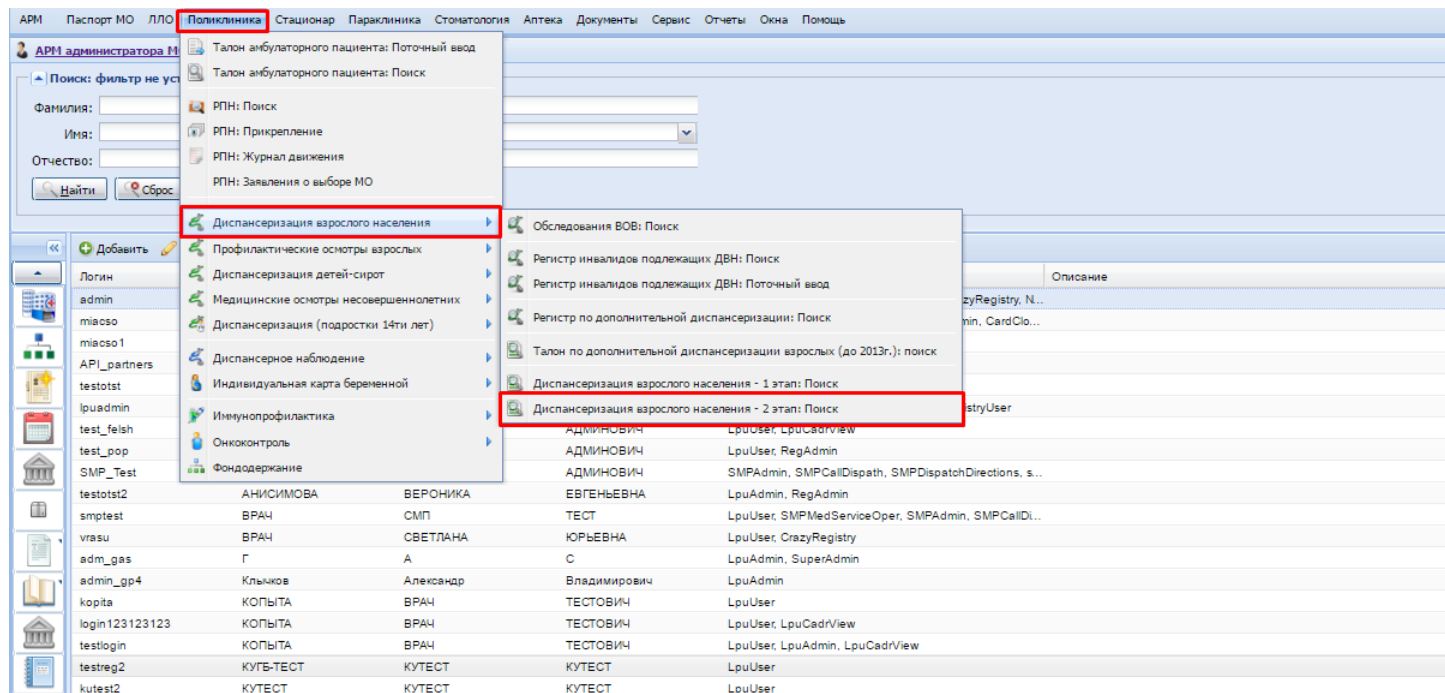 АРМ Паспорт МО ЛЛО Поликлиника Стационар Параклиника Стоматология Аптека Документы Сервис Отчеты Окна Помощь
АРМ администратора М
Поиск: фильтр не уст
Фамилия:
Имя:
Отчество:
Найти Сброс
Талон амбулаторного пациента: Поточный ввод
Талон амбулаторного пациента: Поиск
РПН: Поиск
РПН: Прикрепление
РПН: Журнал движения
РПН: Заявления о выборе МО
Диспансеризация взрослого населения
Профилактические осмотры взрослых
Диспансеризация детей-сирот
Медицинские осмотры несовершеннолетних
Диспансеризация (подростки 14ти лет)
Диспансерное наблюдение
Индивидуальная карта беременной
Иммунопрофилактика
Онкоконтроль
Фондодержание
Обследования ВОВ: Поиск
Регистр инвалидов подлежащих ДВН: Поиск
Регистр инвалидов подлежащих ДВН: Поточный ввод
Регистр по дополнительной диспансеризации: Поиск
Талон по дополнительной диспансеризации взрослых (до 2013г.): поиск
Диспансеризация взрослого населения - 1 этап: Поиск
Диспансеризация взрослого населения - 2 этап: Поиск
Добавить
Логин Описание
admin zyRegistry, N...
miacso min, CardClo...
miacso1
API_partners
testotst
lpuadmin stryUser
test_felsh АДМИНОВИЧ LpuUser, LpuCadrView
test_pop АДМИНОВИЧ LpuUser, RegAdmin
SMP_Test АДМИНОВИЧ SMPAdmin, SMPCallDispath, SMPDispatchDirections, s...
testotst2 АНИСИМОВА ВЕРОНИКА ЕВГЕНЬЕВНА LpuAdmin, RegAdmin
smptest ВРАЧ СМП ТЕСТ LpuUser, SMPMedServiceOper, SMPAdmin, SMPCallDi...
vrasu ВРАЧ СВЕТЛАНА ЮРЬЕВНА LpuUser, CrazyRegistry
adm_gas Г А С LpuAdmin, SuperAdmin
admin_gp4 Клычков Александр Владимирович LpuAdmin
kopita КОПЫТА ВРАЧ ТЕСТОВИЧ LpuUser
login123123123 КОПЫТА ВРАЧ ТЕСТОВИЧ LpuUser, LpuCadrView
testlogin КОПЫТА ВРАЧ ТЕСТОВИЧ LpuUser, LpuAdmin, LpuCadrView
testreg2 КУГБ-ТЕСТ КУТЕСТ КУТЕСТ LpuUser
kutest2 КУТЕСТ КУТЕСТ КУТЕСТ LpuUser